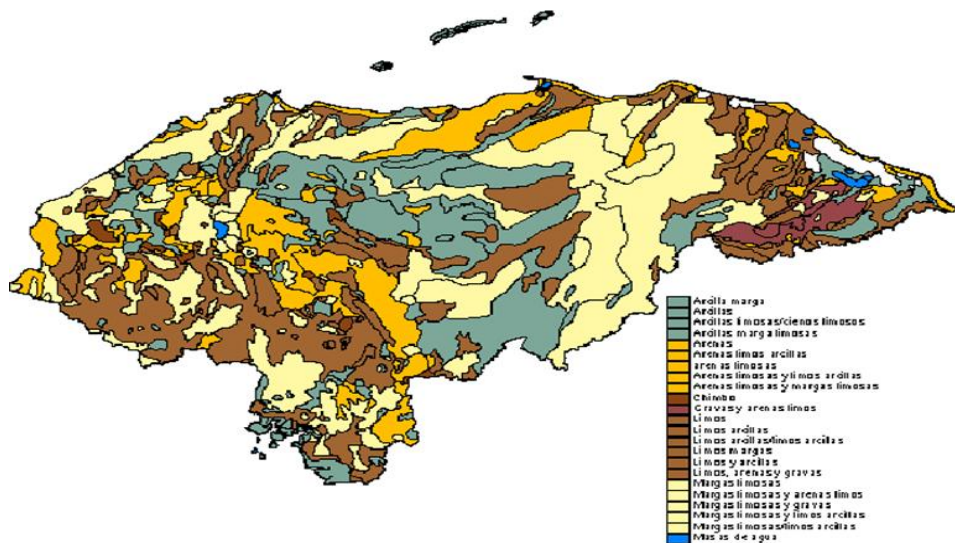 Arcilla marga
Arcillas
Arcillas limosas/cienos limosos
Arcillas marga limosas
Arenas
Arenas limos arcillas
arenas limosas
Arenas limosas y limos arcillas
Arenas limosas y margas limosas
Chimbo
Gravas y arenas limos
Limos
Limos arcillas
Limos arcillas/limos arcillas
Limos margas
Limos y arcillas
Limos, arenas y gravas
Margas limosas
Margas limosas y arenas limos
Margas limosas y gravas
Margas limosas y limos arcillas
Margas limosas/limos arcillas
Masas de agua